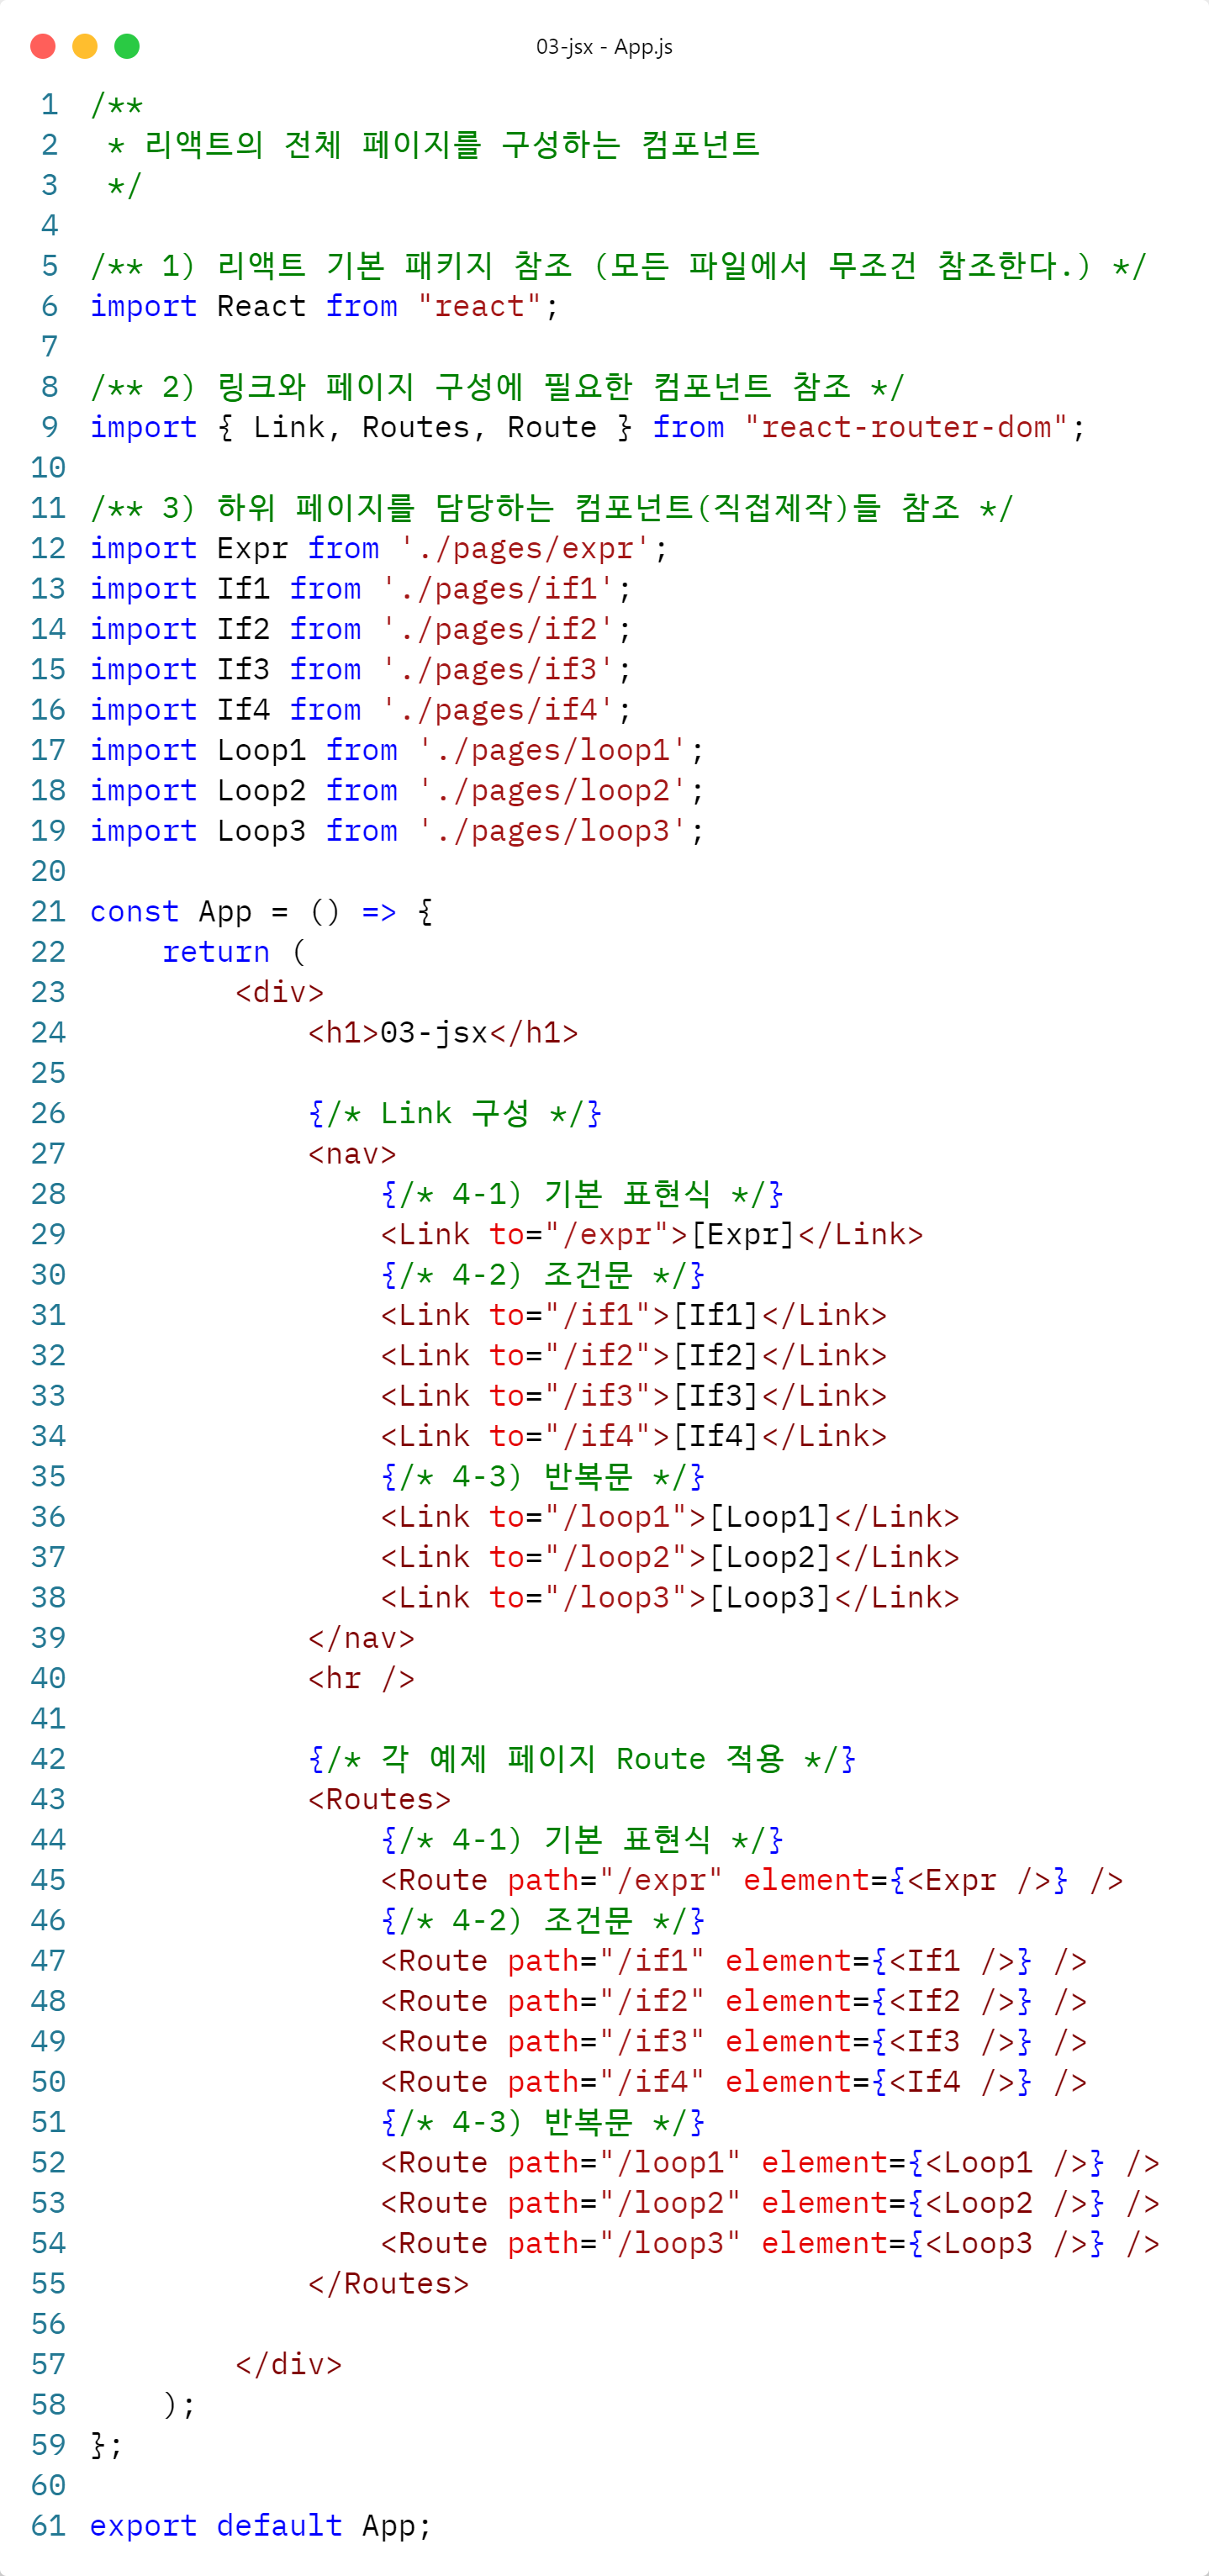 03-jsx - App.js
1 /**
2  * 리액트의 전체 페이지를 구성하는 컴포넌트
3  */
4
5 /** 1) 리액트 기본 패키지 참조 (모든 파일에서 무조건 참조한다.) */
6 import React from "react";
7
8 /** 2) 링크와 페이지 구성에 필요한 컴포넌트 참조 */
9 import { Link, Routes, Route } from "react-router-dom";
10
11 /** 3) 하위 페이지를 담당하는 컴포넌트(직접제작)들 참조 */
12 import Expr from './pages/expr';
13 import If1 from './pages/if1';
14 import If2 from './pages/if2';
15 import If3 from './pages/if3';
16 import If4 from './pages/if4';
17 import Loop1 from './pages/loop1';
18 import Loop2 from './pages/loop2';
19 import Loop3 from './pages/loop3';
20
21 const App = () => {
22     return (
23         <div>
24             <h1>03-jsx</h1>
25
26             {/* Link 구성 */}
27             <nav>
28                 {/* 4-1) 기본 표현식 */}
29                 <Link to="/expr">[Expr]</Link>
30                 {/* 4-2) 조건문 */}
31                 <Link to="/if1">[If1]</Link>
32                 <Link to="/if2">[If2]</Link>
33                 <Link to="/if3">[If3]</Link>
34                 <Link to="/if4">[If4]</Link>
35                 {/* 4-3) 반복문 */}
36                 <Link to="/loop1">[Loop1]</Link>
37                 <Link to="/loop2">[Loop2]</Link>
38                 <Link to="/loop3">[Loop3]</Link>
39             </nav>
40             <hr />
41
42             {/* 각 예제 페이지 Route 적용 */}
43             <Routes>
44                 {/* 4-1) 기본 표현식 */}
45                 <Route path="/expr" element={<Expr />} />
46                 {/* 4-2) 조건문 */}
47                 <Route path="/if1" element={<If1 />} />
48                 <Route path="/if2" element={<If2 />} />
49                 <Route path="/if3" element={<If3 />} />
50                 <Route path="/if4" element={<If4 />} />
51                 {/* 4-3) 반복문 */}
52                 <Route path="/loop1" element={<Loop1 />} />
53                 <Route path="/loop2" element={<Loop2 />} />
54                 <Route path="/loop3" element={<Loop3 />} />
55             </Routes>
56
57         </div>
58     );
59 };
60
61 export default App;